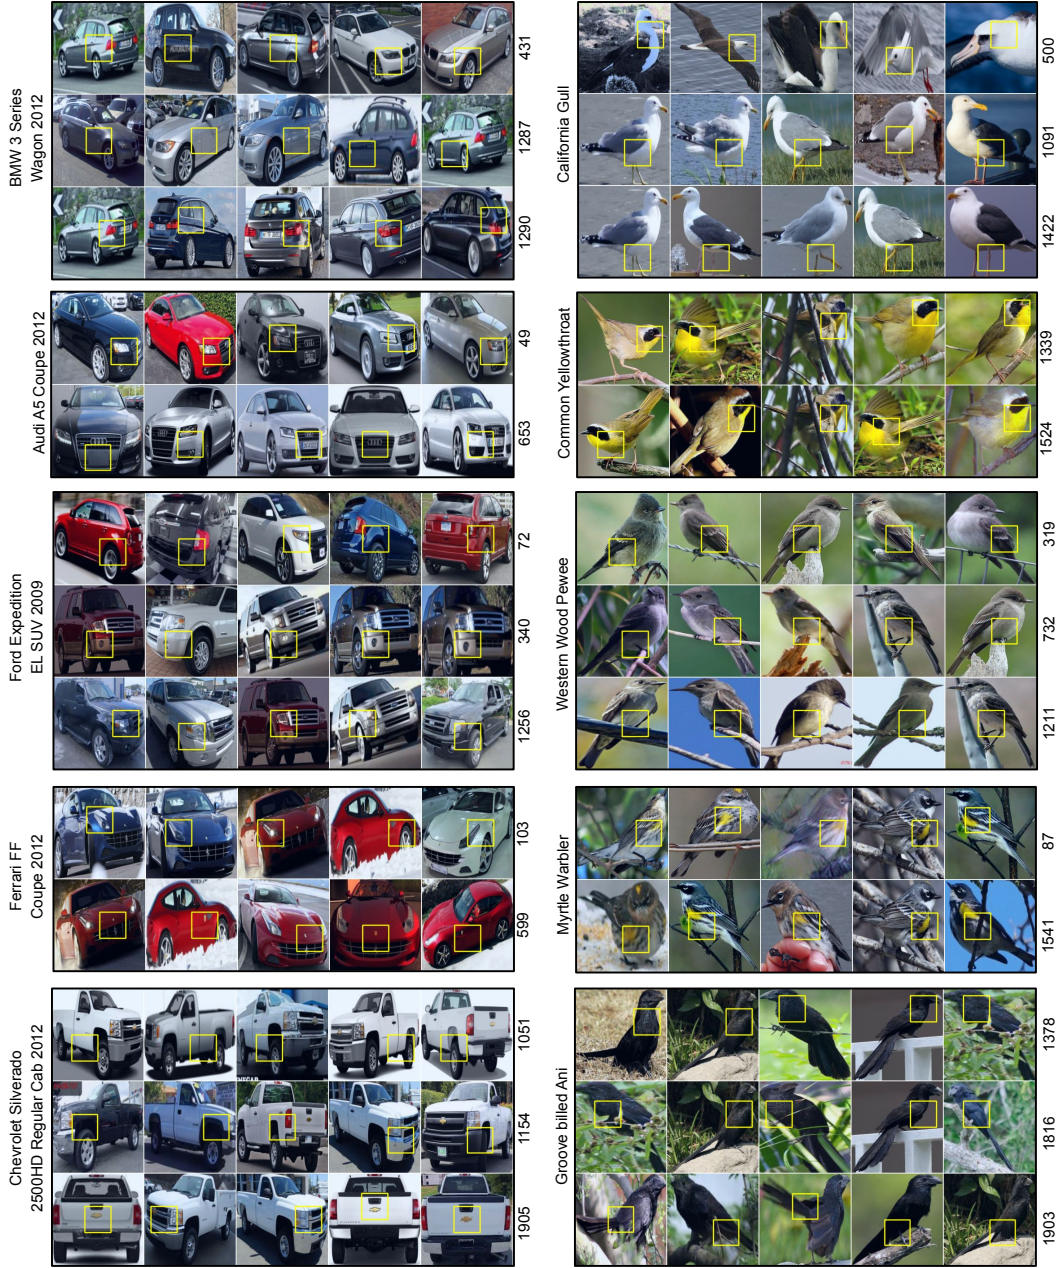 BMW 3 Series
Wagon 2012
431
1287
1290
Audi A5 Coupe 2012
49
653
Ford Expedition
EL SUV 2009
72
340
1256
Ferrari FF
Coupe 2012
103
599
Chevrolet Silverado
2500HD Regular Cab 2012
1051
1154
1905
California Gull
500
1091
1422
Common Yellowthroat
1339
1524
Western Wood Pewee
319
732
1211
Myrtle Warbler
87
1541
Groove billed Ani
1378
1816
1903